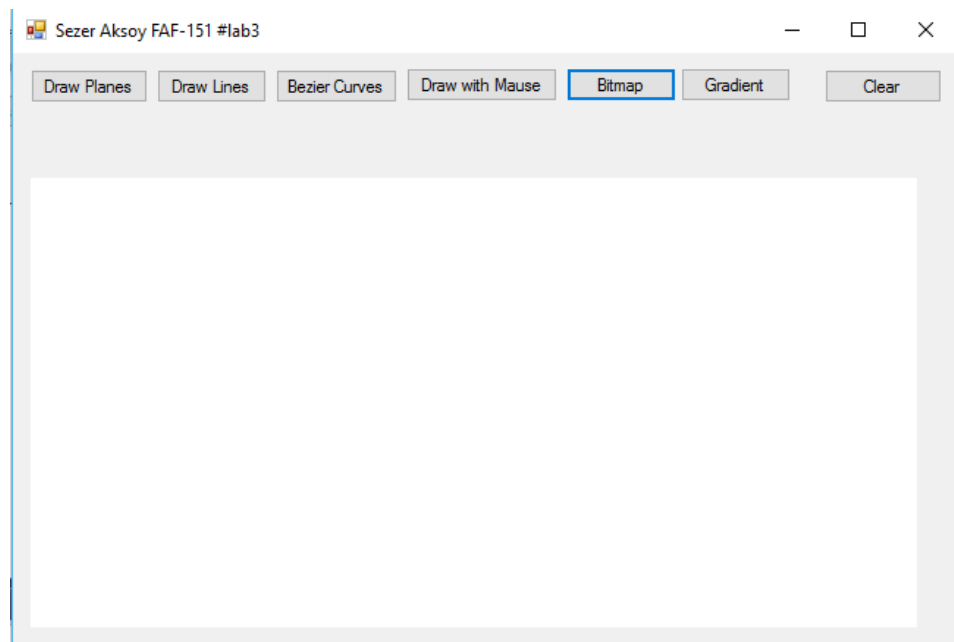 Sezer Aksoy FAF-151 #lab3
Draw Planes Draw Lines Bezier Curves Draw with Mause Bitmap Gradient Clear